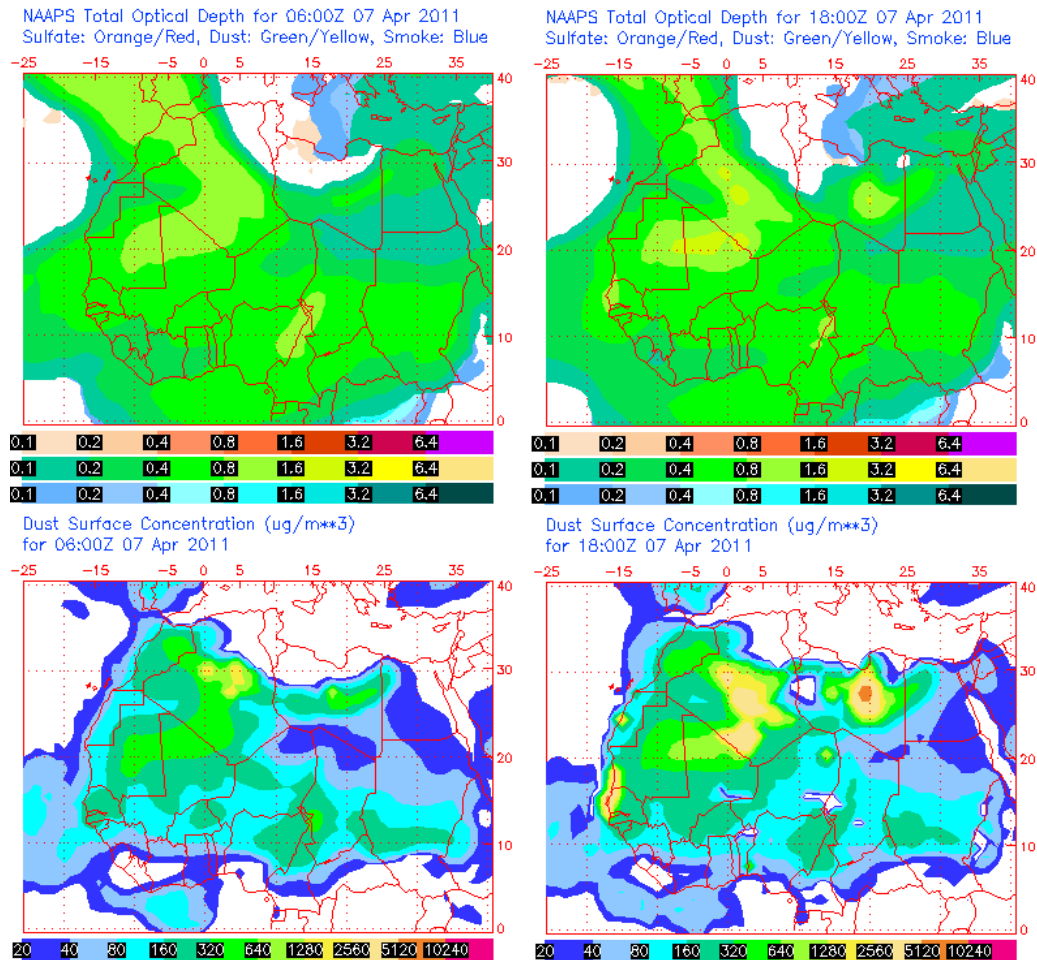 NAAPS Total Optical Depth for 06:00Z 07 Apr 2011
Sulfate: Orange/Red, Dust: Green/Yellow, Smoke: Blue
-25 -15 -5 0 5 15 25 35
40
30
20
10
0
0.1 0.2 0.4 0.8 1.6 3.2 6.4
0.1 0.2 0.4 0.8 1.6 3.2 6.4
0.1 0.2 0.4 0.8 1.6 3.2 6.4
NAAPS Total Optical Depth for 18:00Z 07 Apr 2011
Sulfate: Orange/Red, Dust: Green/Yellow, Smoke: Blue
-25 -15 -5 0 5 15 25 35
40
30
20
10
0
0.1 0.2 0.4 0.8 1.6 3.2 6.4
0.1 0.2 0.4 0.8 1.6 3.2 6.4
0.1 0.2 0.4 0.8 1.6 3.2 6.4
Dust Surface Concentration (ug/m**3)
for 06:00Z 07 Apr 2011
-25 -15 -5 0 5 15 25 35
40
30
20
10
0
20 40 80 160 320 640 1280 2560 5120 10240
Dust Surface Concentration (ug/m**3)
for 18:00Z 07 Apr 2011
-25 -15 -5 0 5 15 25 35
40
30
20
10
0
20 40 80 160 320 640 1280 2560 5120 10240